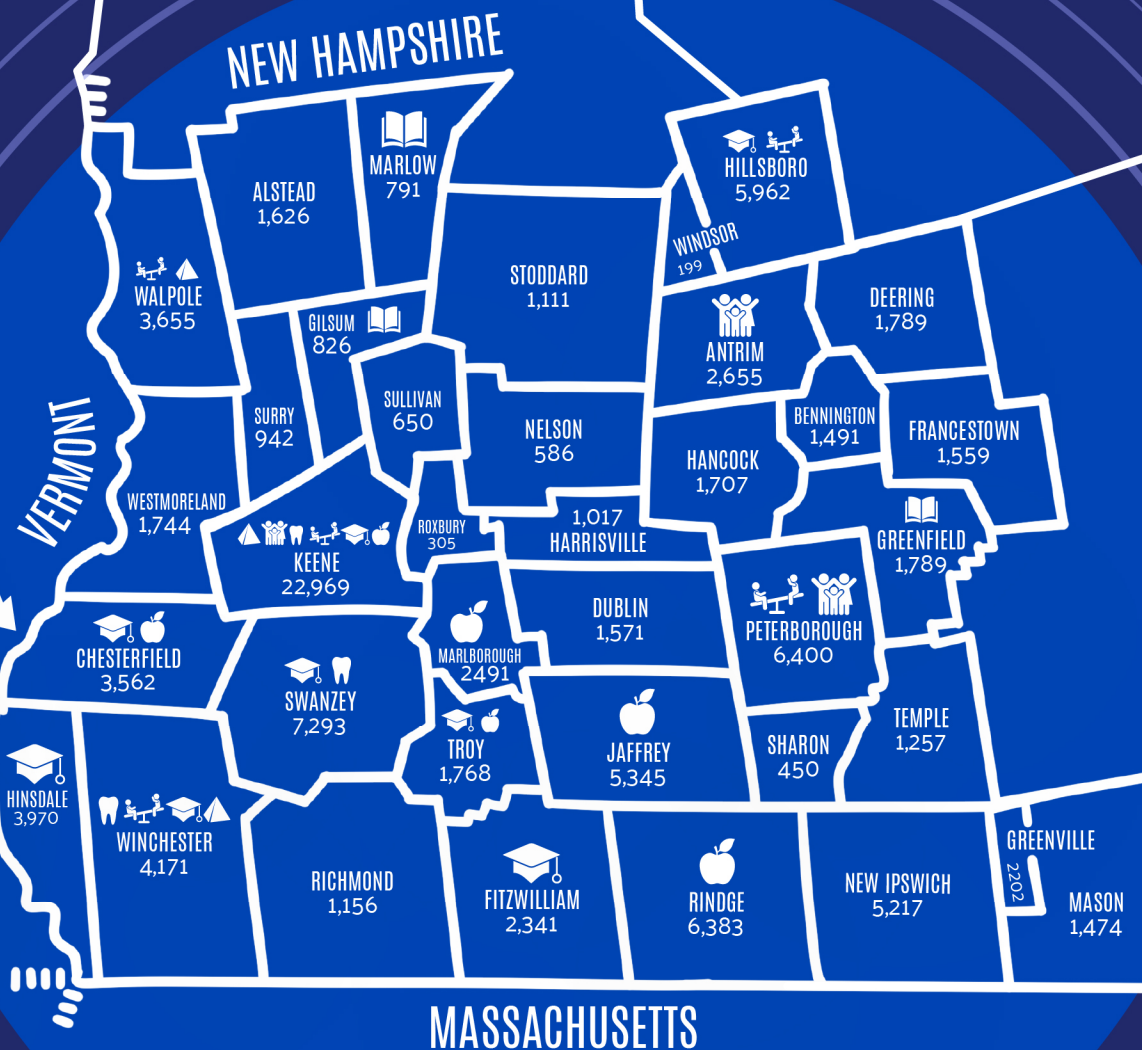 NEW HAMPSHIRE
MARLOW
791
ALSTEAD
1,626
HILLSBORO
5,962
WINDSOR
199
WALPOLE
3,655
STODDARD
1,111
DEERING
1,789
GILSUM
826
ANTRIM
2,655
SULLIVAN
650
SURRY
942
NELSON
586
BENNINGTON
1,491
FRANCESTOWN
1,559
HANCOCK
1,707
VERMONT
WESTMORELAND
1,744
KEENE
22,969
ROXBURY
305
1,017
HARRISVILLE
GREENFIELD
1,789
DUBLIN
1,571
PETERBOROUGH
6,400
CHESTERFIELD
3,562
MARLBOROUGH
2491
SWANZEY
7,293
TROY
1,768
JAFFREY
5,345
SHARON
450
TEMPLE
1,257
HINSDALE
3,970
WINCHESTER
4,171
RICHMOND
1,156
FITZWILLIAM
2,341
RINDGE
6,383
NEW IPSWICH
5,217
GREENVILLE
2202
MASON
1,474
MASSACHUSETTS